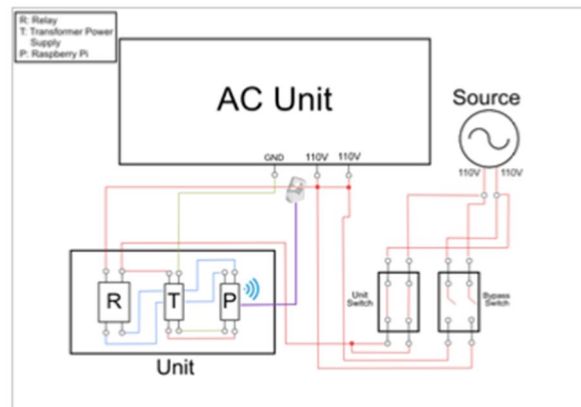 R: Relay
T: Transformer Power
Supply
P: Raspberry Pi
AC Unit
Source
GND
110V
110V
110V
110V
R
T
P
Unit
Switch
Bypass
Switch
Unit